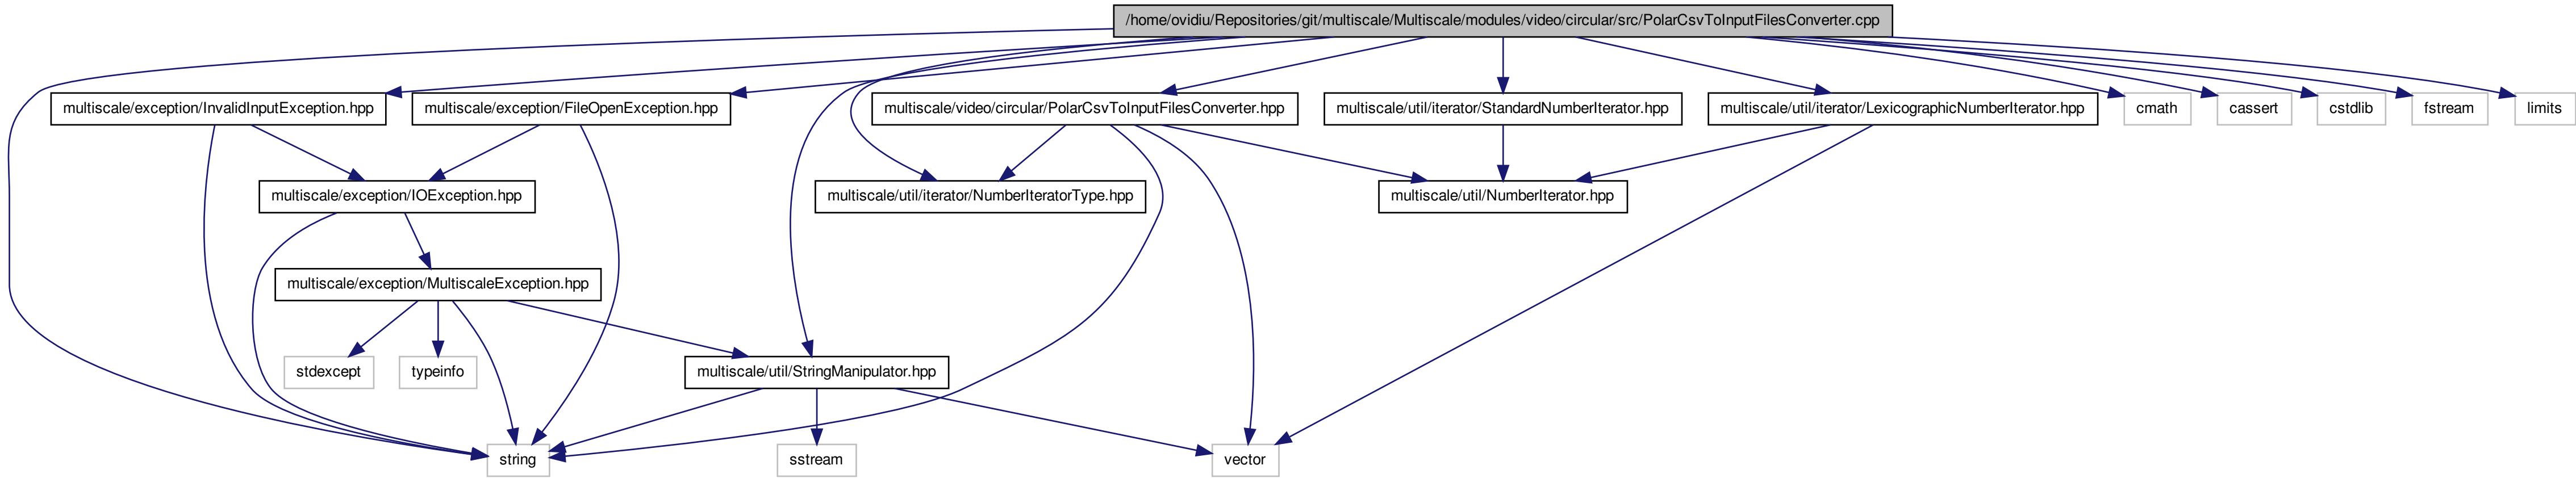 /home/ovidiu/Repositories/git/multiscale/Multiscale/modules/video/circular/src/PolarCsvToInputFilesConverter.cpp
multiscale/exception/InvalidInputException.hpp
multiscale/exception/FileOpenException.hpp
multiscale/video/circular/PolarCsvToInputFilesConverter.hpp
multiscale/util/iterator/StandardNumberIterator.hpp
multiscale/util/iterator/LexicographicNumberIterator.hpp
cmath
cassert
cstdlib
fstream
limits
multiscale/exception/IOException.hpp
multiscale/util/iterator/NumberIteratorType.hpp
multiscale/util/NumberIterator.hpp
multiscale/exception/MultiscaleException.hpp
stdexcept
typeinfo
multiscale/util/StringManipulator.hpp
string
sstream
vector